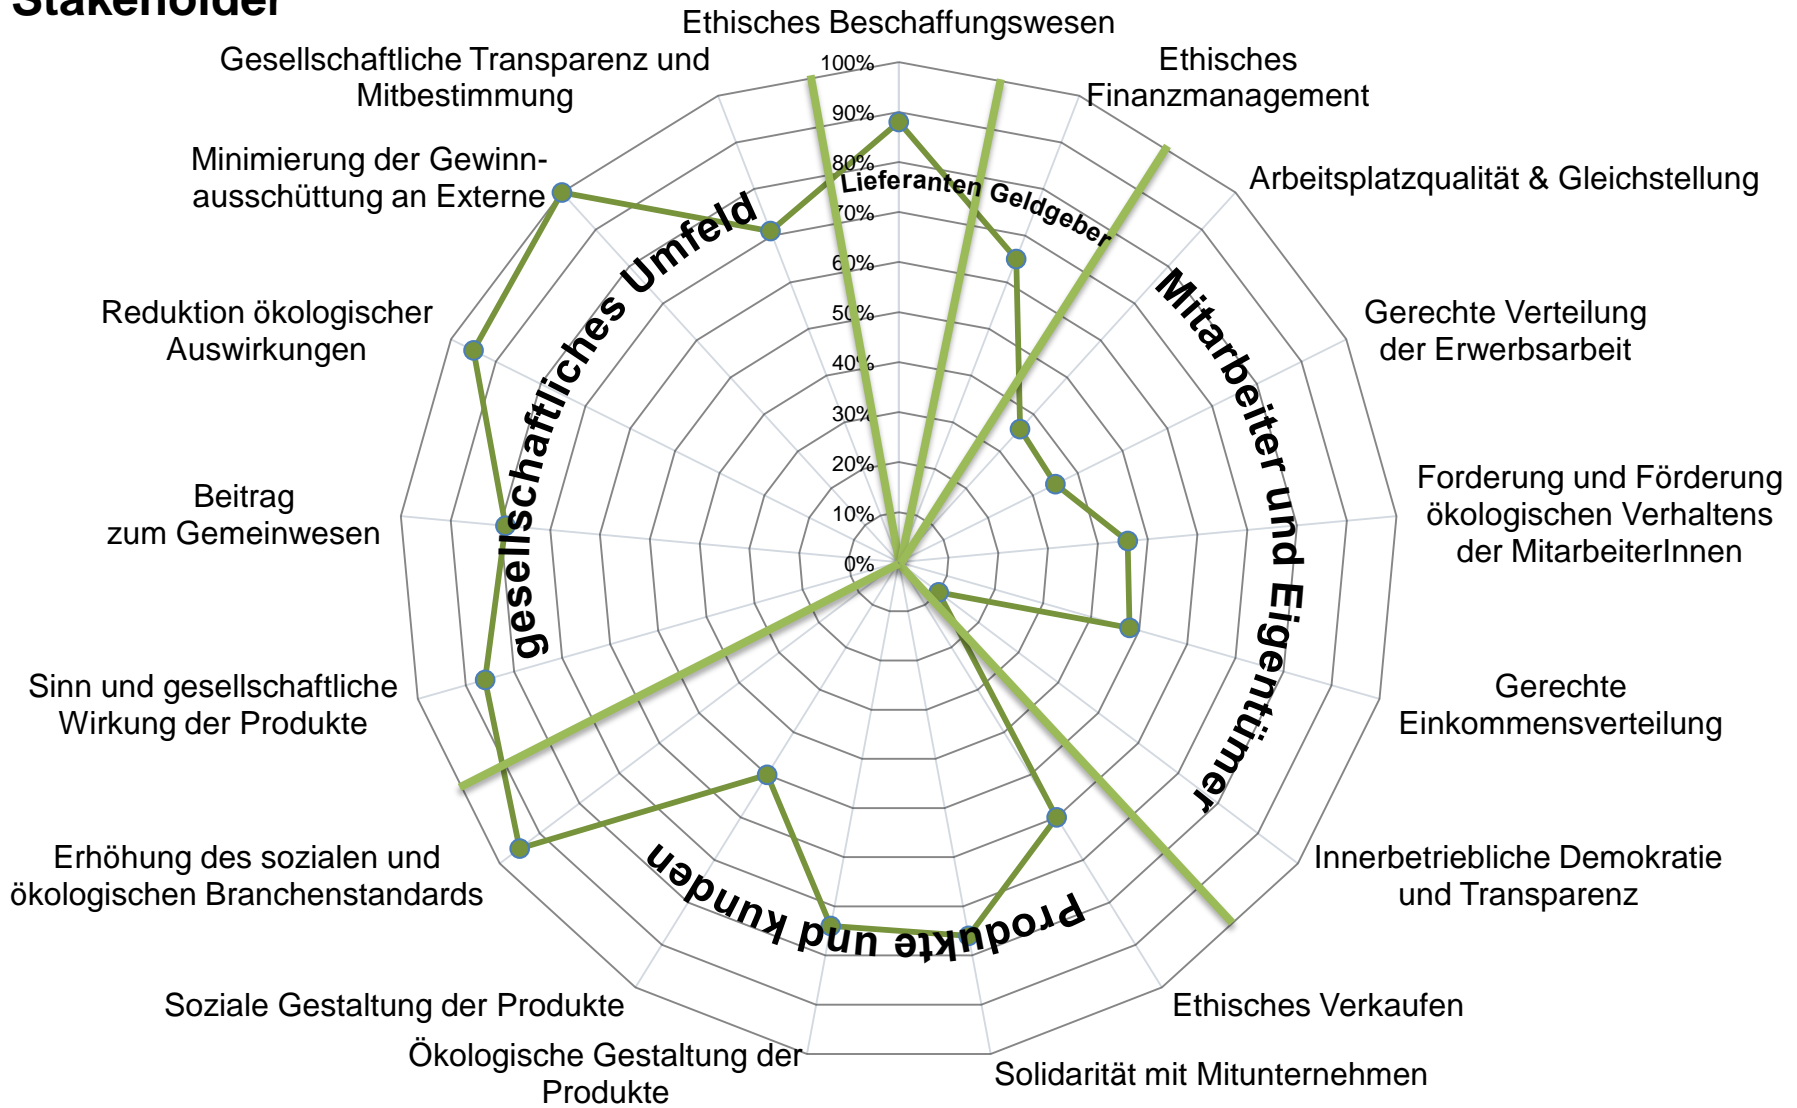 Stakeholder
Ethisches Beschaffungswesen
Gesellschaftliche Transparenz und
Mitbestimmung
Ethisches
Finanzmanagement
Minimierung der Gewinn-
ausschüttung an Externe
Arbeitsplatzqualität & Gleichstellung
Reduktion ökologischer
Auswirkungen
Gerechte Verteilung
der Erwerbsarbeit
Beitrag
zum Gemeinwesen
Forderung und Förderung
ökologischen Verhaltens
der MitarbeiterInnen
Sinn und gesellschaftliche
Wirkung der Produkte
Gerechte
Einkommensverteilung
Erhöhung des sozialen und
ökologischen Branchenstandards
Innerbetriebliche Demokratie
und Transparenz
Soziale Gestaltung der Produkte
Ethisches Verkaufen
Ökologische Gestaltung der
Produkte
Solidarität mit Mitunternehmen
100%
90%
80%
70%
60%
50%
40%
30%
20%
10%
0%
Lieferanten
Geldgeber
Mitarbeiter und Eigentümer
Produkte und kunden
gesellschaftliches Umfeld